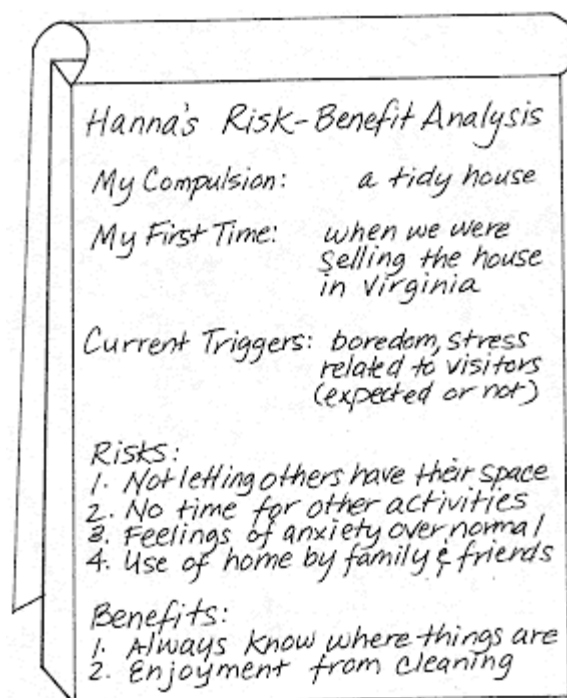 Hanna's Risk-Benefit Analysis
My Compulsion: a tidy house
My First Time: when we were
selling the house
in Virginia
Current Triggers: boredom, stress
related to visitors
(expected or not)
Risks:
1. Not letting others have their space
2. No time for other activities
3. Feelings of anxiety over normal
4. Use of home by family & friends
Benefits:
1. Always know where things are
2. Enjoyment from cleaning